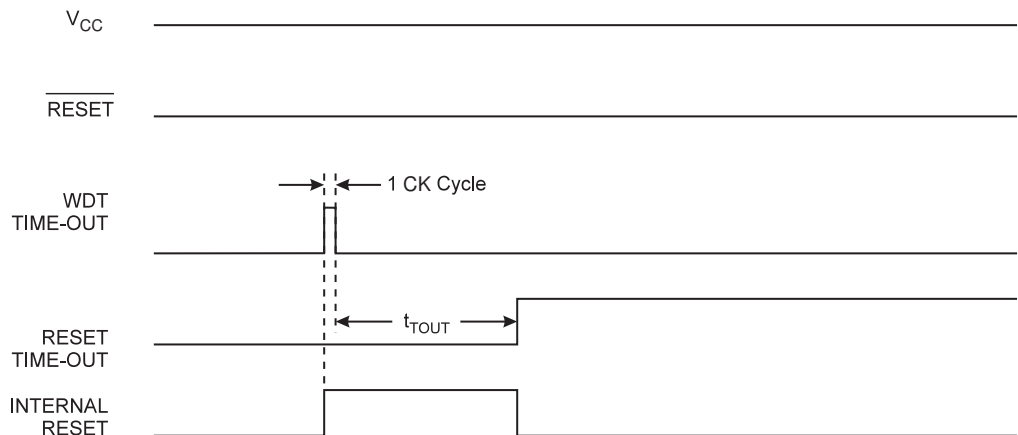 VCC
RESET
1 CK Cycle
WDT
TIME-OUT
tTOUT
RESET
TIME-OUT
INTERNAL
RESET